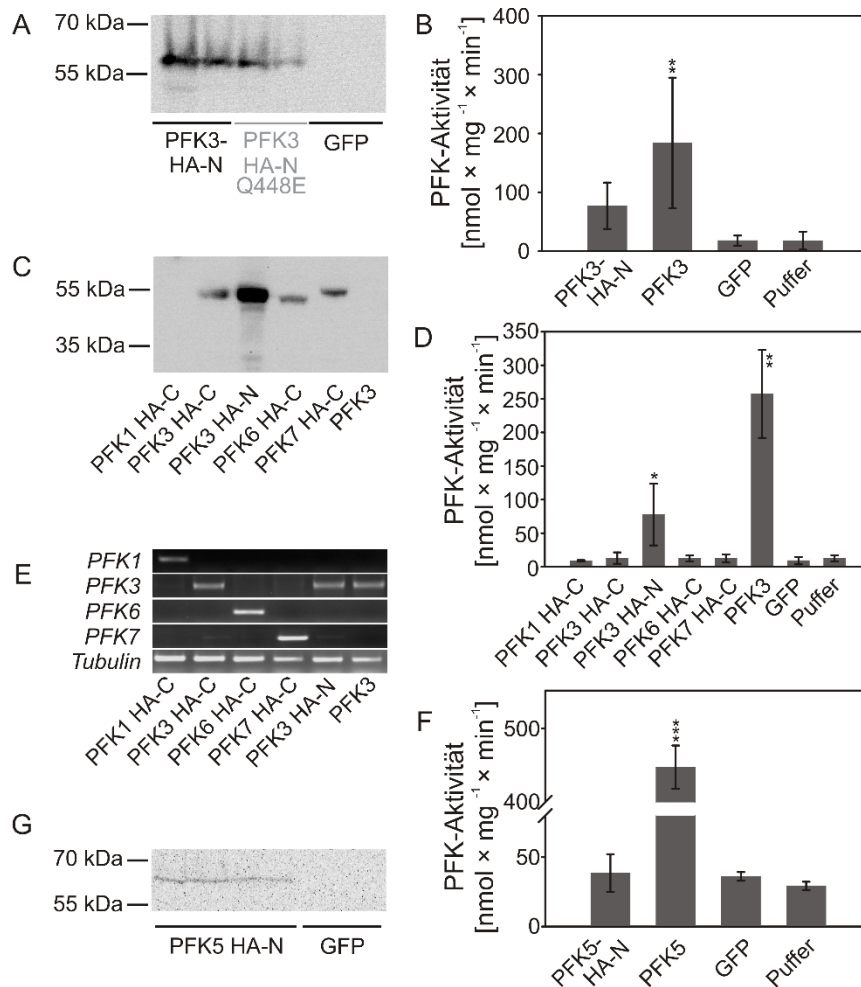 A
70 kDa
55 kDa
PFK3-
HA-N
PFK3
HA-N
Q448E
GFP
B
PFK-Aktivität
[nmol × mg⁻¹ × min⁻¹]
400
300
200
100
0
**
PFK3-
HA-N
PFK3
GFP
Puffer
C
55 kDa
35 kDa
PFK1 HA-C
PFK3 HA-C
PFK3 HA-N
PFK6 HA-C
PFK7 HA-C
PFK3
D
PFK-Aktivität
[nmol × mg⁻¹ × min⁻¹]
350
300
250
200
150
100
50
0
*
**
PFK1 HA-C
PFK3 HA-C
PFK3 HA-N
PFK6 HA-C
PFK7 HA-C
PFK3
GFP
Puffer
E
PFK1
PFK3
PFK6
PFK7
Tubulin
PFK1 HA-C
PFK3 HA-C
PFK6 HA-C
PFK7 HA-C
PFK3 HA-N
PFK3
F
PFK-Aktivität
[nmol × mg⁻¹ × min⁻¹]
500
400
50
0
***
PFK5-
HA-N
PFK5
GFP
Puffer
G
70 kDa
55 kDa
PFK5 HA-N
GFP